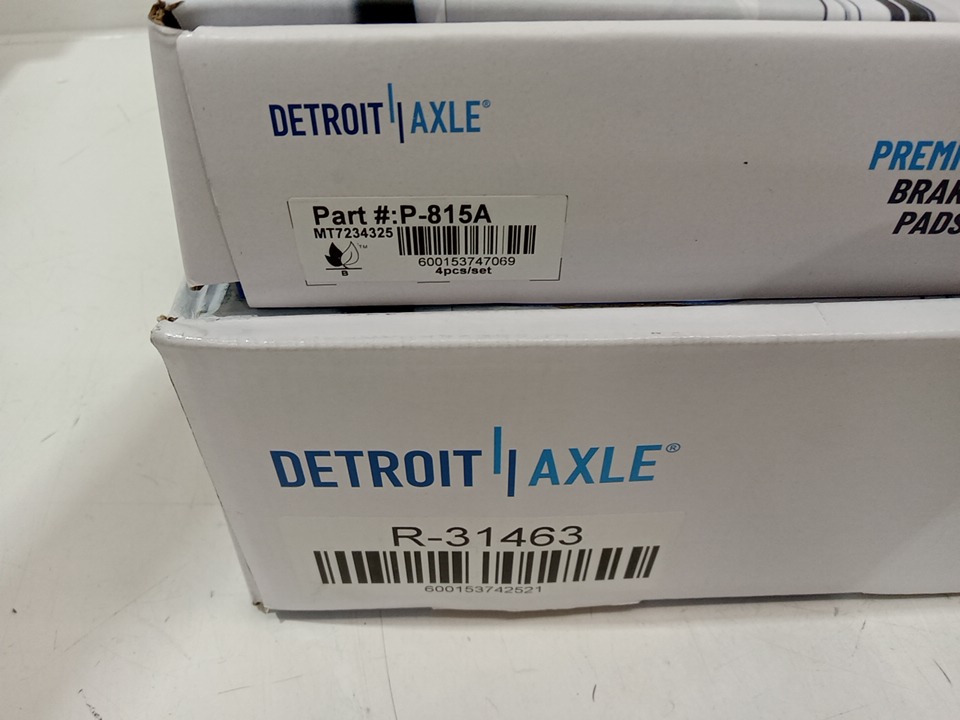 DETROIT AXLE®
PREMI
BRAK
PADS
Part #:P-815A
MT7234325
600153747069
B
4pcs/set
DETROIT AXLE®
R-31463
600153742521